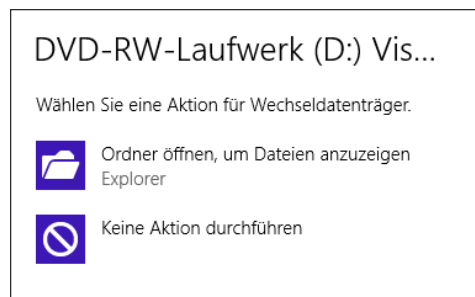 DVD-RW-Laufwerk (D:) Vis...
Wählen Sie eine Aktion für Wechseldatenträger.
Ordner öffnen, um Dateien anzuzeigen
Explorer
Keine Aktion durchführen